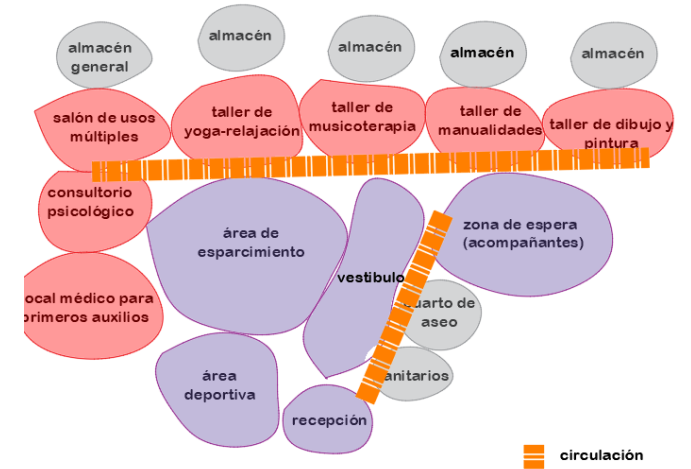 almacén
general
almacén
almacén
almacén
almacén
salón de usos
múltiples
taller de
yoga-relajación
taller de
musicoterapia
taller de
manualidades
taller de dibujo y
pintura
consultorio
psicológico
área de
esparcimiento
vestibulo
zona de espera
(acompañantes)
ocal médico para
rimeros auxilios
uarto de
aseo
área
deportiva
anitarios
recepción
circulación